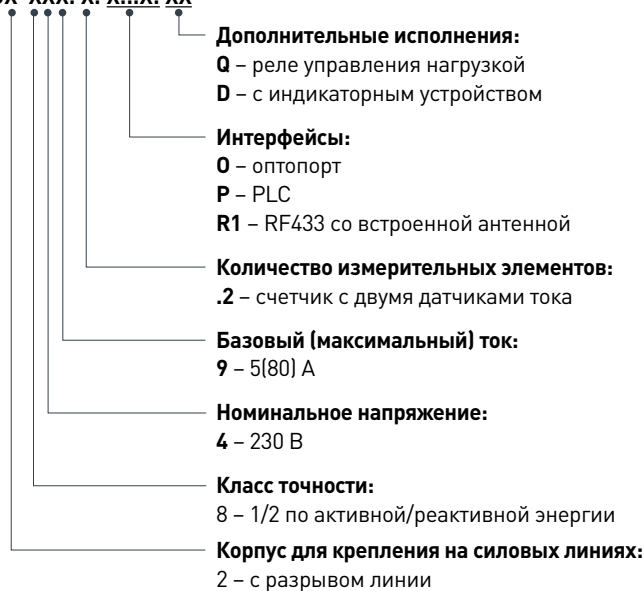 Дополнительные исполнения:
Q – реле управления нагрузкой
D – с индикаторным устройством
Интерфейсы:
O – оптопорт
P – PLC
R1 – RF433 со встроенной антенной
Количество измерительных элементов:
.2 – счетчик с двумя датчиками тока
Базовый (максимальный) ток:
9 – 5(80) А
Номинальное напряжение:
4 – 230 В
Класс точности:
8 – 1/2 по активной/реактивной энергии
Корпус для крепления на силовых линиях:
2 – с разрывом линии